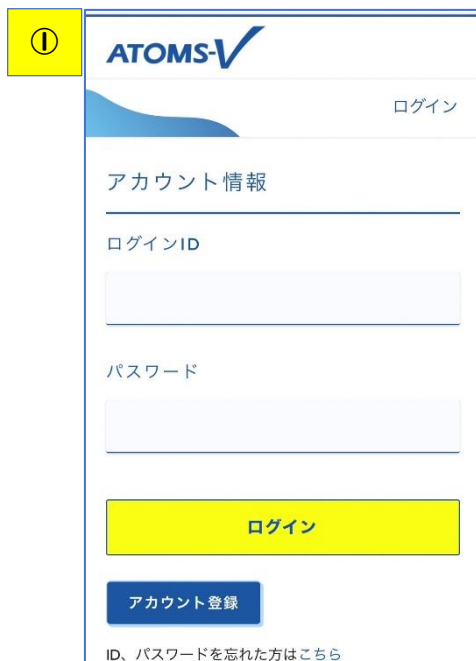 ①
ATOMS-V
ログイン
アカウント情報
ログインID
パスワード
ログイン
アカウント登録
ID、パスワードを忘れた方はこちら